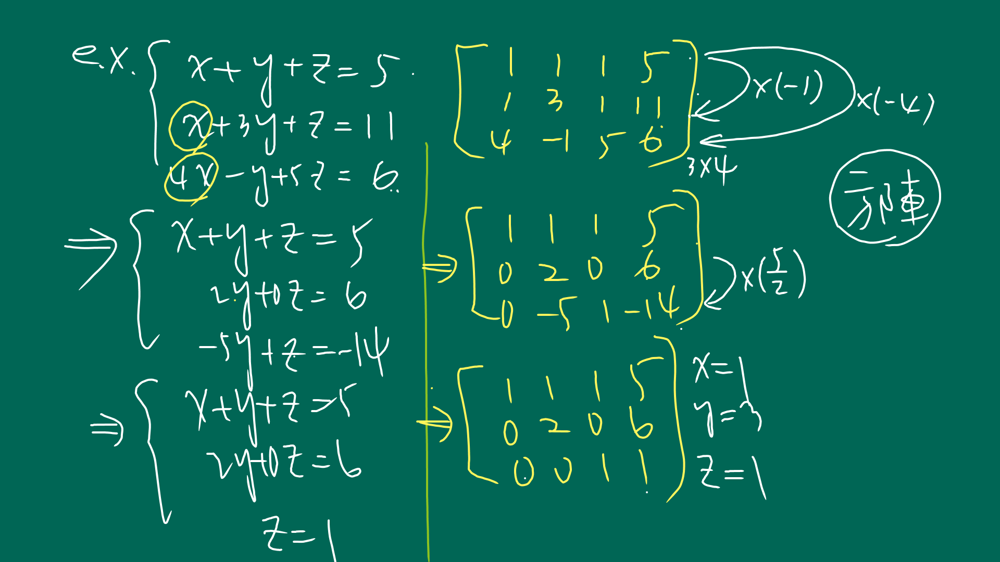 e.x.
x+y+z=5
x+3y+z=11
4x-y+5z=6
⇒
x+y+z=5
2y+0z=6
-5y+z=-14
⇒
x+y+z=5
2y+0z=6
z=1
1 1 1 5
1 3 1 11
4 -1 5 6
x(-1)
x(-4)
3x4
⇒
1 1 1 5
0 2 0 6
0 -5 1 -14
x(5/2)
⇒
1 1 1 5
0 2 0 6
0 0 1 1
x=1
y=3
z=1